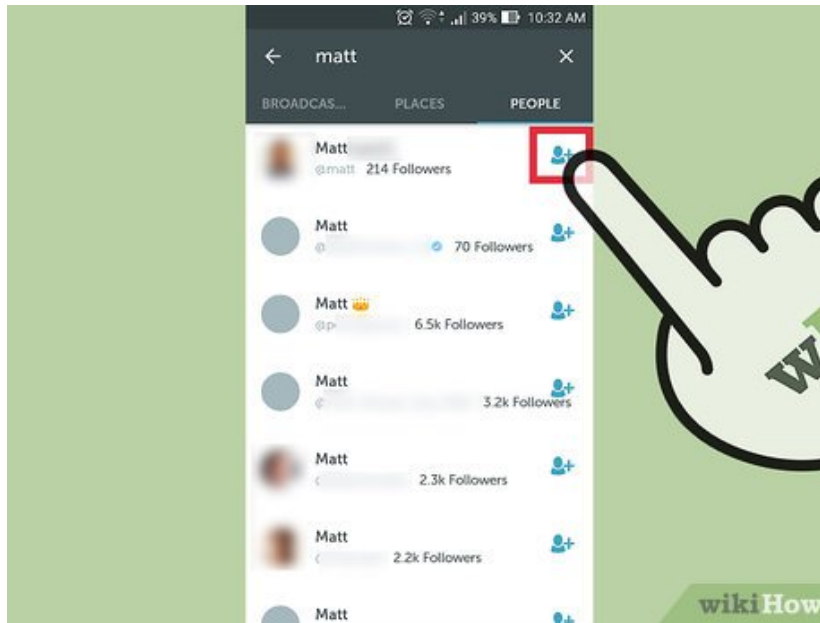 39% 10:32 AM
matt
BROADCAS... PLACES PEOPLE
Matt
@matt 214 Followers
Matt
@ 70 Followers
Matt
@p 6.5k Followers
Matt
3.2k Followers
Matt
2.3k Followers
Matt
2.2k Followers
Matt
wikiHow